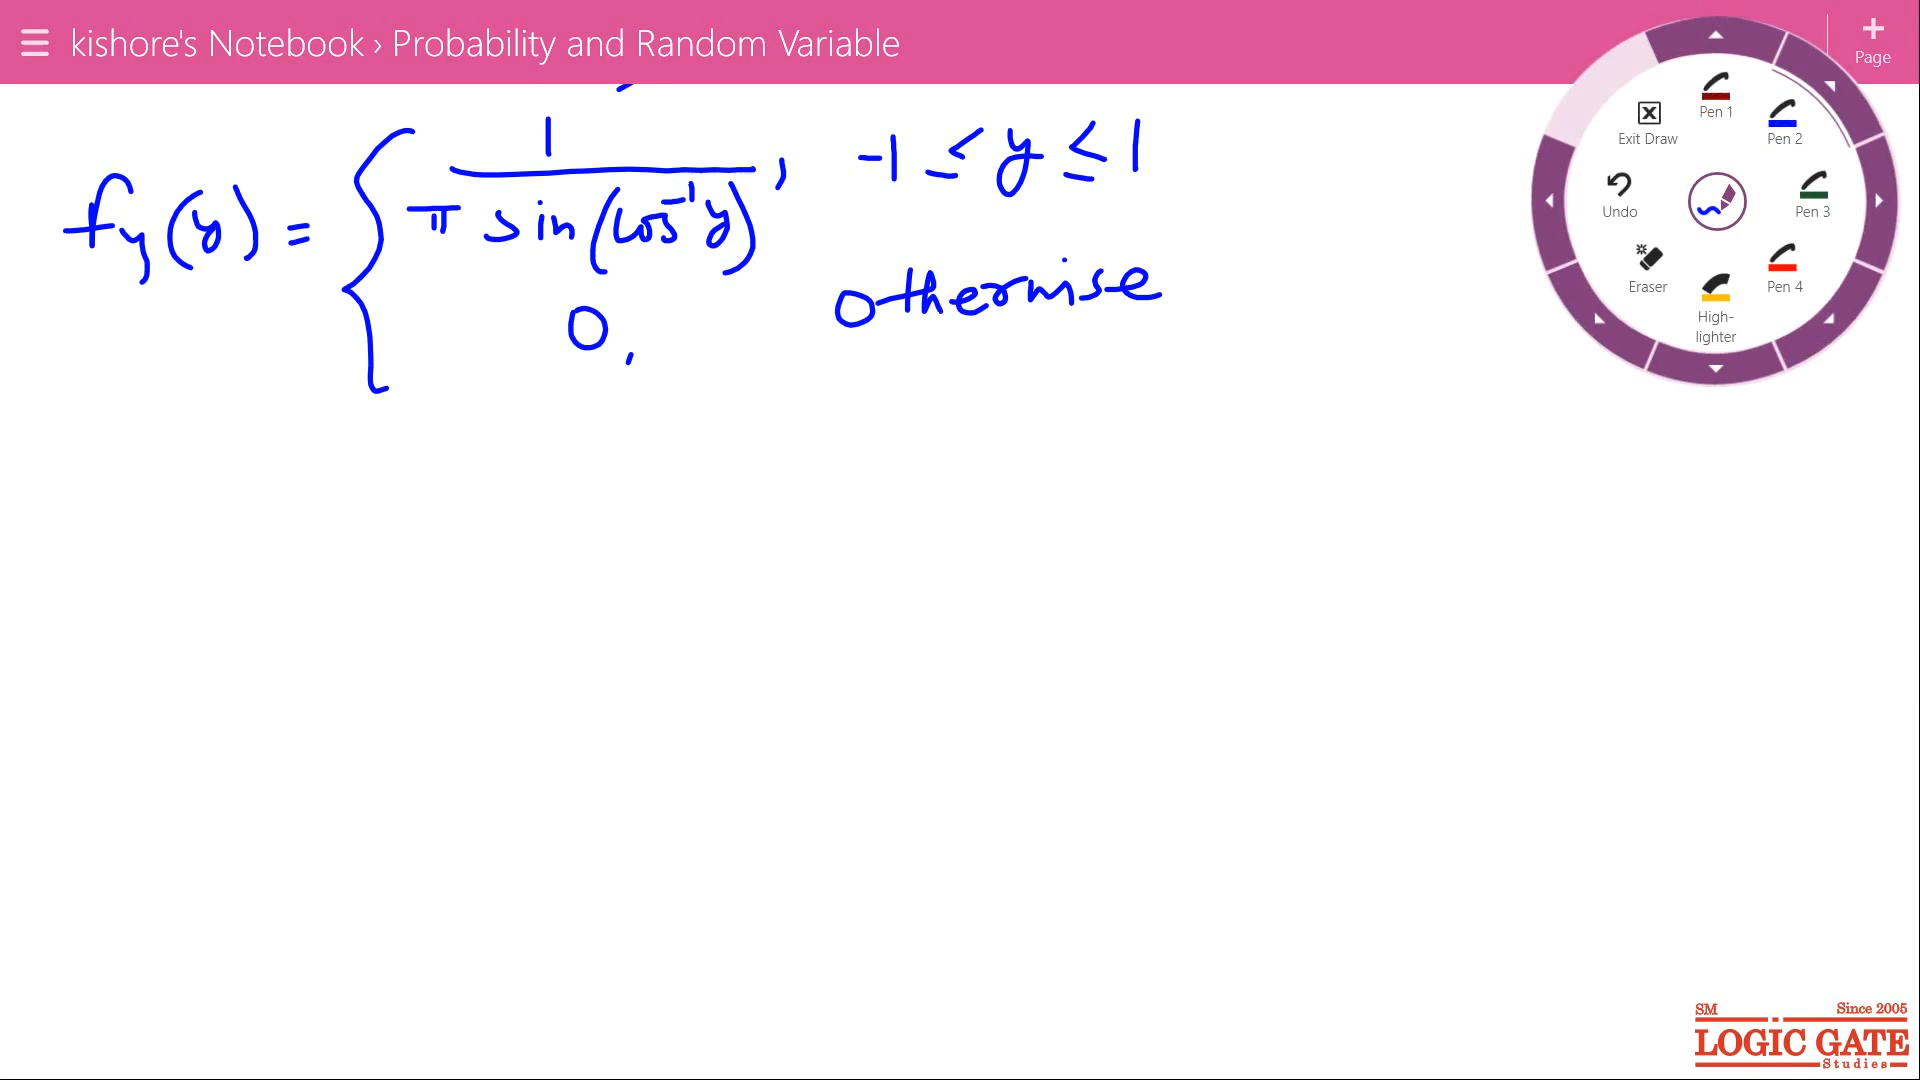 kishore's Notebook › Probability and Random Variable
Page
Pen 1
Pen 2
Pen 3
Pen 4
High-
lighter
Eraser
Undo
Exit Draw
f_y(y) = { 1 / (π sin(cos⁻¹y)), -1 ≤ y ≤ 1
0, otherwise
SM Since 2005
LOGIC GATE
Studies